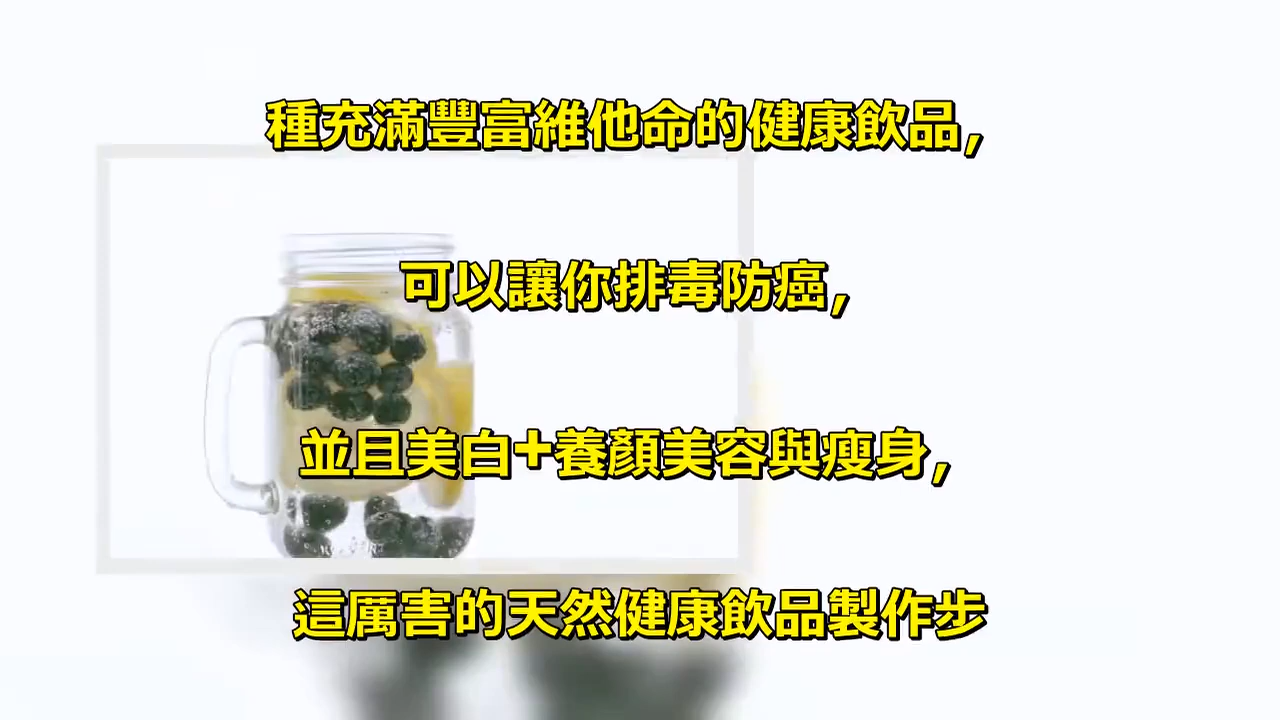 種充滿豐富維他命的健康飲品,
可以讓你排毒防癌,
並且美白+養顏美容與瘦身,
這厲害的天然健康飲品製作步